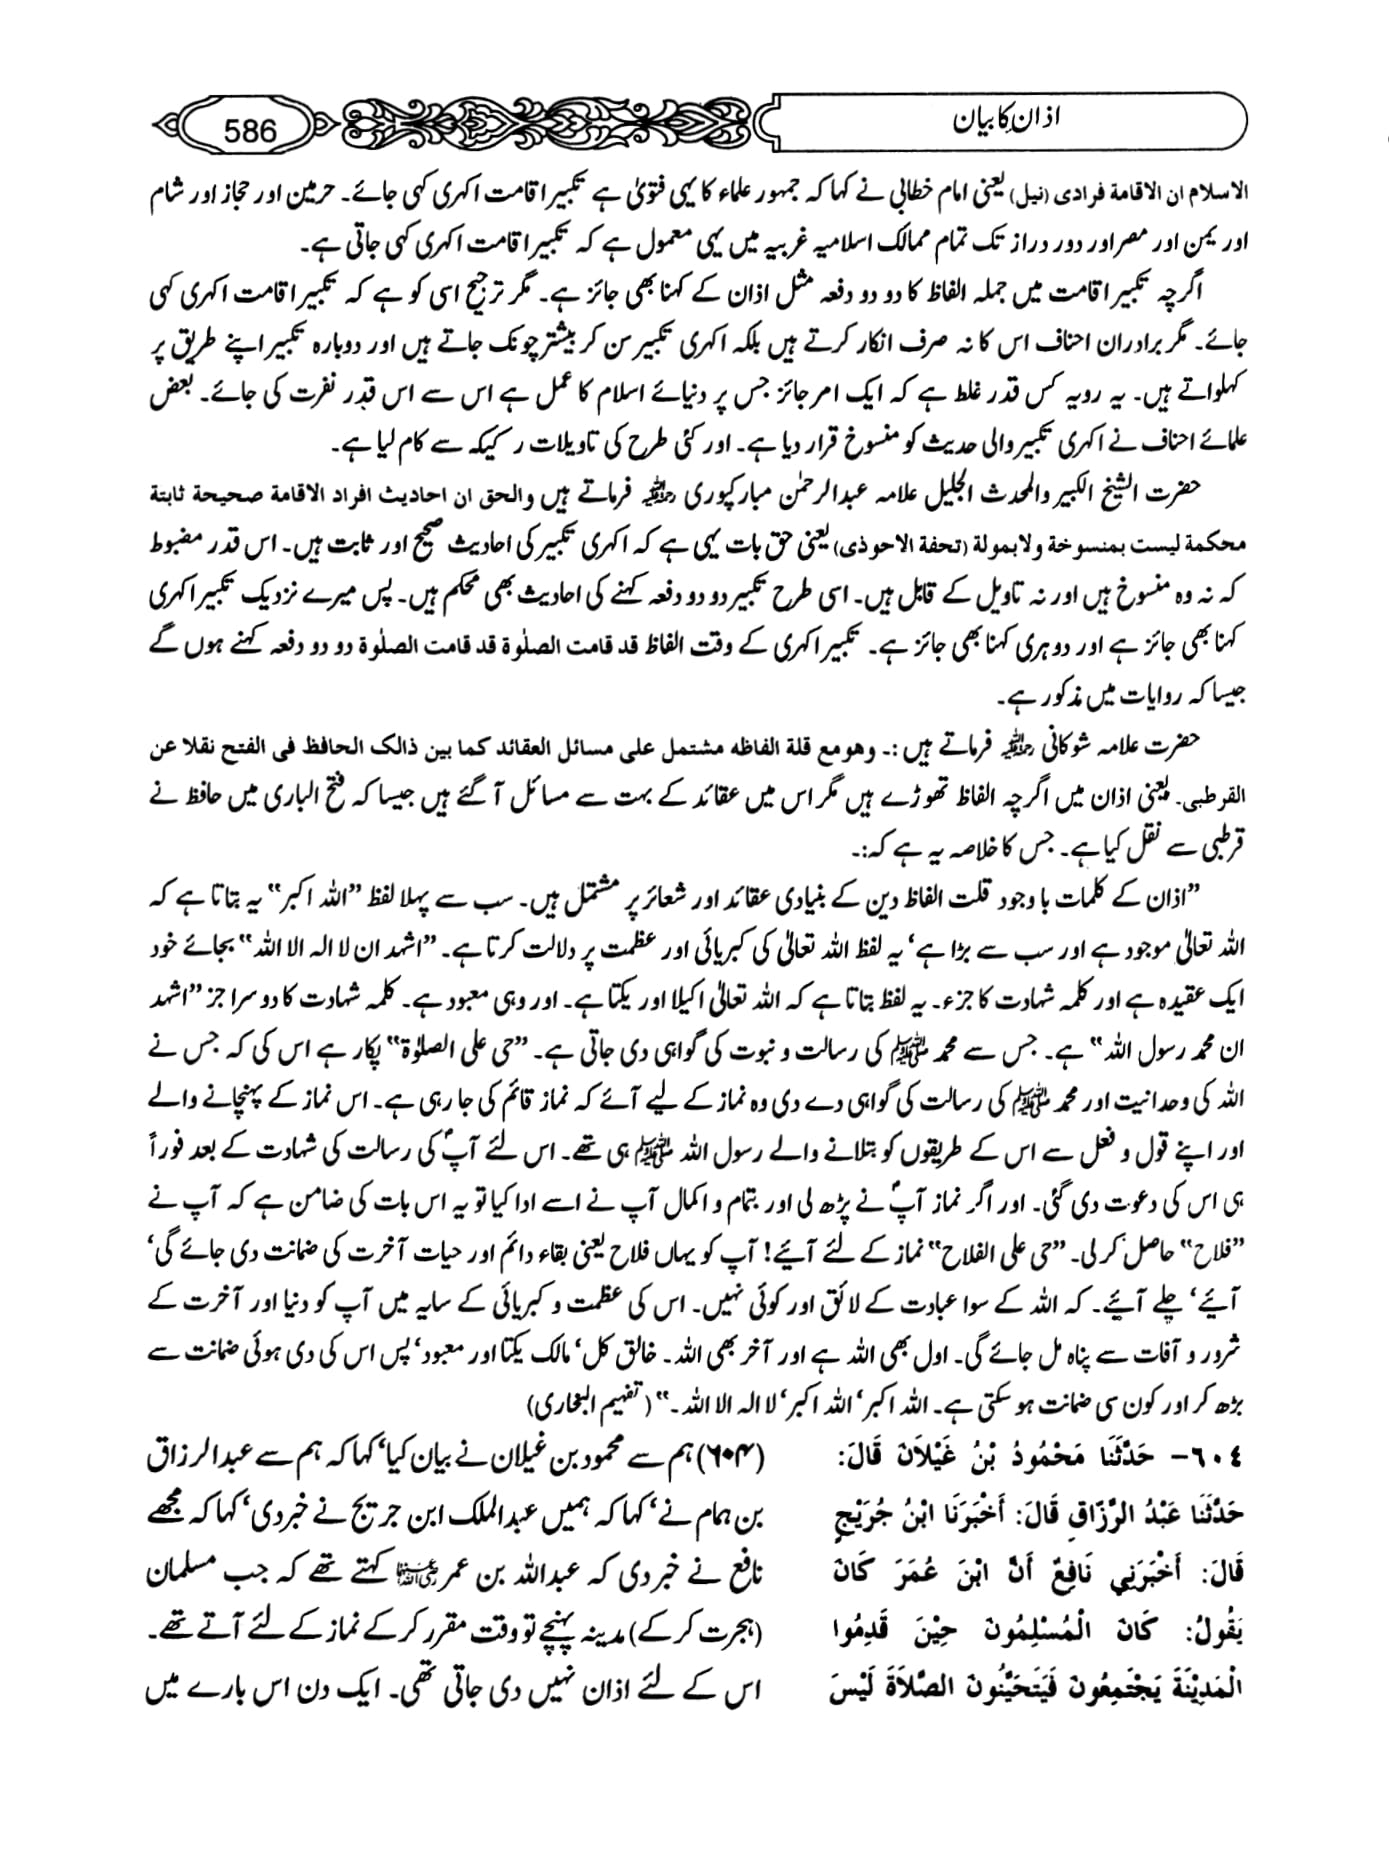 اذان کا بیان
586
الاسلام ان الاقامة فرادی (نیل) یعنی امام خطابی نے کہا کہ جمہور علماء کا یہی فتویٰ ہے تکبیر اقامت اکہری کہی جائے۔ حرمین اور حجاز اور شام
اور یمن اور مصر اور دور دراز تک تمام ممالک اسلامیہ غربیہ میں یہی معمول ہے کہ تکبیر اقامت اکہری کہی جاتی ہے۔
اگرچہ تکبیر اقامت میں جملہ الفاظ کا دو دو دفعہ مثل اذان کے کہنا بھی جائز ہے۔ مگر ترجیح اسی کو ہے کہ تکبیر اقامت اکہری کہی
جائے۔ مگر برادران احناف اس کا نہ صرف انکار کرتے ہیں بلکہ اکہری تکبیر سن کر بیشتر چونک جاتے ہیں اور دوبارہ تکبیر اپنے طریق پر
کہلواتے ہیں۔ یہ رویہ کس قدر غلط ہے کہ ایک امر جائز جس پر دنیائے اسلام کا عمل ہے اس سے اس قدر نفرت کی جائے۔ بعض
علمائے احناف نے اکہری تکبیر والی حدیث کو منسوخ قرار دیا ہے۔ اور کئی طرح کی تاویلات رکیکہ سے کام لیا ہے۔
حضرت الشیخ الکبیر والمحدث الجلیل علامہ عبدالرحمٰن مبارکپوری رحمہ اللہ فرماتے ہیں والحق ان احادیث افراد الاقامة صحیحة ثابتة
محکمة لیست بمنسوخة ولا بمولة (تحفة الاحوذی) یعنی حق بات یہی ہے کہ اکہری تکبیر کی احادیث صحیح اور ثابت ہیں۔ اس قدر مضبوط
کہ نہ وہ منسوخ ہیں اور نہ تاویل کے قابل ہیں۔ اسی طرح تکبیر دو دو دفعہ کہنے کی احادیث بھی محکم ہیں۔ پس میرے نزدیک تکبیر اکہری
کہنا بھی جائز ہے اور دوہری کہنا بھی جائز ہے۔ تکبیر اکہری کے وقت الفاظ قد قامت الصلوٰة قد قامت الصلوٰة دو دو دفعہ کہنے ہوں گے
جیسا کہ روایات میں مذکور ہے۔
حضرت علامہ شوکانی رحمہ اللہ فرماتے ہیں :۔ وهو مع قلة الفاظه مشتمل علی مسائل العقائد کما بین ذالک الحافظ فی الفتح نقلا عن
القرطبی۔ یعنی اذان میں اگرچہ الفاظ تھوڑے ہیں مگر اس میں عقائد کے بہت سے مسائل آگئے ہیں جیسا کہ فتح الباری میں حافظ نے
قرطبی سے نقل کیا ہے۔ جس کا خلاصہ یہ ہے کہ:۔
”اذان کے کلمات باوجود قلت الفاظ دین کے بنیادی عقائد اور شعائر پر مشتمل ہیں۔ سب سے پہلا لفظ ”اللہ اکبر“ یہ بتاتا ہے کہ
اللہ تعالیٰ موجود ہے اور سب سے بڑا ہے‘ یہ لفظ اللہ تعالیٰ کی کبریائی اور عظمت پر دلالت کرتا ہے۔ ”اشہد ان لا الہ الا اللہ“ بجائے خود
ایک عقیدہ ہے اور کلمہ شہادت کا جزء۔ یہ لفظ بتاتا ہے کہ اللہ تعالیٰ اکیلا اور یکتا ہے۔ اور وہی معبود ہے۔ کلمہ شہادت کا دوسرا جز ”اشہد
ان محمد رسول اللہ“ ہے۔ جس سے محمد ﷺ کی رسالت و نبوت کی گواہی دی جاتی ہے۔ ”حی علی الصلوٰة“ پکار ہے اس کی کہ جس نے
اللہ کی وحدانیت اور محمد ﷺ کی رسالت کی گواہی دے دی وہ نماز کے لیے آئے کہ نماز قائم کی جا رہی ہے۔ اس نماز کے پہنچانے والے
اور اپنے قول و فعل سے اس کے طریقوں کو بتلانے والے رسول اللہ ﷺ ہی تھے۔ اس لئے آپؐ کی رسالت کی شہادت کے بعد فوراً
ہی اس کی دعوت دی گئی۔ اور اگر نماز آپؐ نے پڑھ لی اور بتمام و اکمال آپ نے اسے ادا کیا تو یہ اس بات کی ضامن ہے کہ آپ نے
”فلاح“ حاصل کر لی۔ ”حی علی الفلاح“ نماز کے لئے آیئے! آپ کو یہاں فلاح یعنی بقاء دائم اور حیات آخرت کی ضمانت دی جائے گی‘
آیئے‘ چلے آیئے۔ کہ اللہ کے سوا عبادت کے لائق اور کوئی نہیں۔ اس کی عظمت و کبریائی کے سایہ میں آپ کو دنیا اور آخرت کے
شرور و آفات سے پناہ مل جائے گی۔ اول بھی اللہ ہے اور آخر بھی اللہ۔ خالق کل‘ مالک یکتا اور معبود‘ پس اس کی دی ہوئی ضمانت سے
بڑھ کر اور کون سی ضمانت ہو سکتی ہے۔ اللہ اکبر‘ اللہ اکبر‘ لا الہ الا اللہ۔“ (تفہیم البخاری)
٦٠٤- حَدَّثَنَا مَحْمُودُ بْنُ غَيْلَانَ قَالَ:
حَدَّثَنَا عَبْدُ الرَّزَّاقِ قَالَ: أَخْبَرَنَا ابْنُ جُرَيْجٍ
قَالَ: أَخْبَرَنِي نَافِعٌ أَنَّ ابْنَ عُمَرَ كَانَ
يَقُولُ: كَانَ الْمُسْلِمُونَ حِيْنَ قَدِمُوا
الْمَدِيْنَةَ يَجْتَمِعُونَ فَيَتَحَيَّنُونَ الصَّلَاةَ لَيْسَ
(۶۰۴) ہم سے محمود بن غیلان نے بیان کیا‘ کہا کہ ہم سے عبدالرزاق
بن ہمام نے‘ کہا کہ ہمیں عبدالملک ابن جریج نے خبر دی‘ کہا کہ مجھے
نافع نے خبر دی کہ عبداللہ بن عمر رضی اللہ عنہما کہتے تھے کہ جب مسلمان
(ہجرت کر کے) مدینہ پہنچے تو وقت مقرر کر کے نماز کے لئے آتے تھے۔
اس کے لئے اذان نہیں دی جاتی تھی۔ ایک دن اس بارے میں